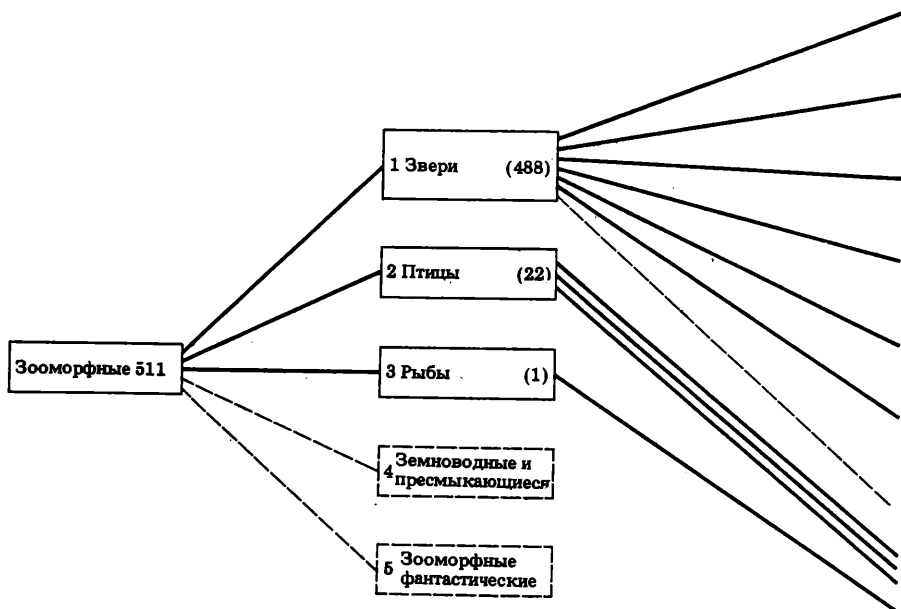 1 Звери (488)
2 Птицы (22)
Зооморфные 511
3 Рыбы (1)
4 Земноводные и
пресмыкающиеся
5 Зооморфные
фантастические